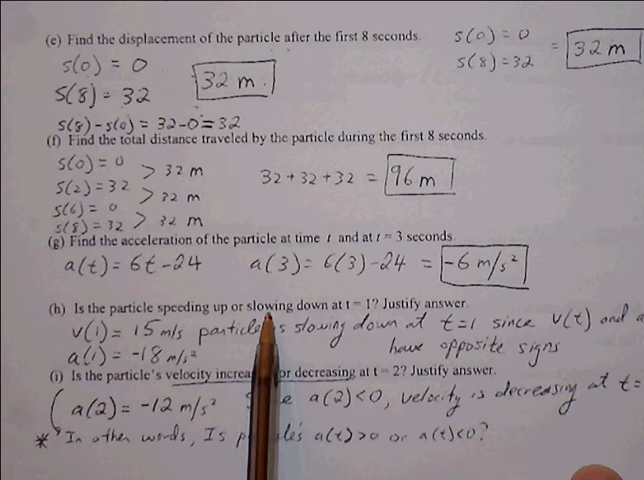 (e) Find the displacement of the particle after the first 8 seconds.
s(0) = 0
s(8) = 32
32 m.
s(8) - s(0) = 32 - 0 = 32
s(0) = 0
s(8) = 32
= 32 m
(f) Find the total distance traveled by the particle during the first 8 seconds.
s(0) = 0
s(2) = 32
s(6) = 0
s(8) = 32
> 32 m
> 32 m
> 32 m
32 + 32 + 32 = 96 m
(g) Find the acceleration of the particle at time t and at t = 3 seconds.
a(t) = 6t - 24 a(3) = 6(3) - 24 = -6 m/s²
(h) Is the particle speeding up or slowing down at t = 1? Justify answer.
v(1) = 15 m/s particle slowing down at t=1 since v(t) and a
a(1) = -18 m/s² have opposite signs
(i) Is the particle's velocity or decreasing at t = 2? Justify answer.
( a(2) = -12 m/s² a(2) < 0, velocity is decreasing at t =
* In other words, Is a(t) > 0 or a(t) < 0?